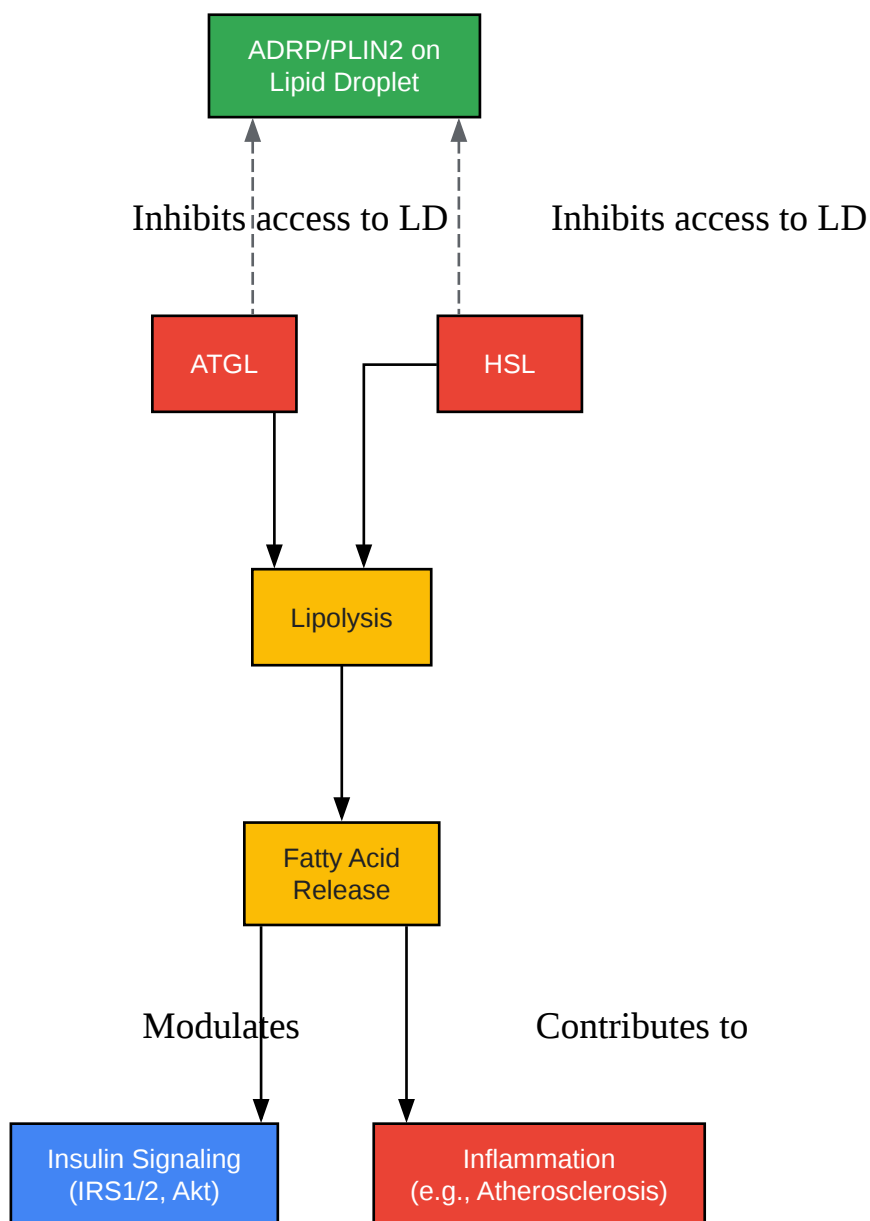 ADRP/PLIN2 on
Lipid Droplet
Inhibits access to LD
Inhibits access to LD
ATGL
HSL
Lipolysis
Fatty Acid
Release
Modulates
Contributes to
Insulin Signaling
(IRS1/2, Akt)
Inflammation
(e.g., Atherosclerosis)